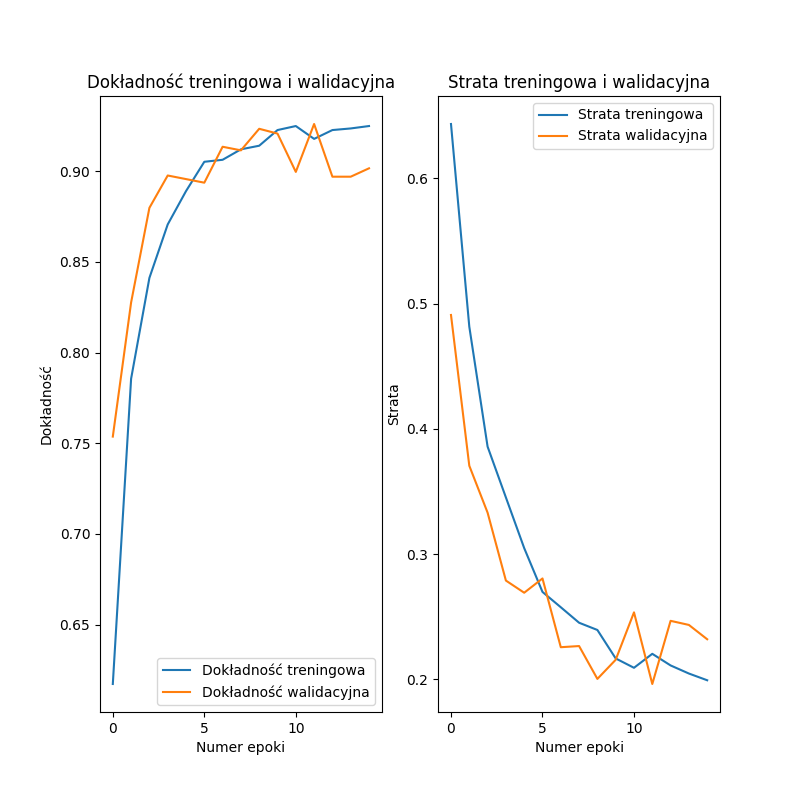 Dokładność treningowa i walidacyjna
Dokładność
0.90
0.85
0.80
0.75
0.70
0.65
Dokładność treningowa
Dokładność walidacyjna
0
5
10
Numer epoki
Strata treningowa i walidacyjna
Strata
Strata treningowa
Strata walidacyjna
0.6
0.5
0.4
0.3
0.2
0
5
10
Numer epoki